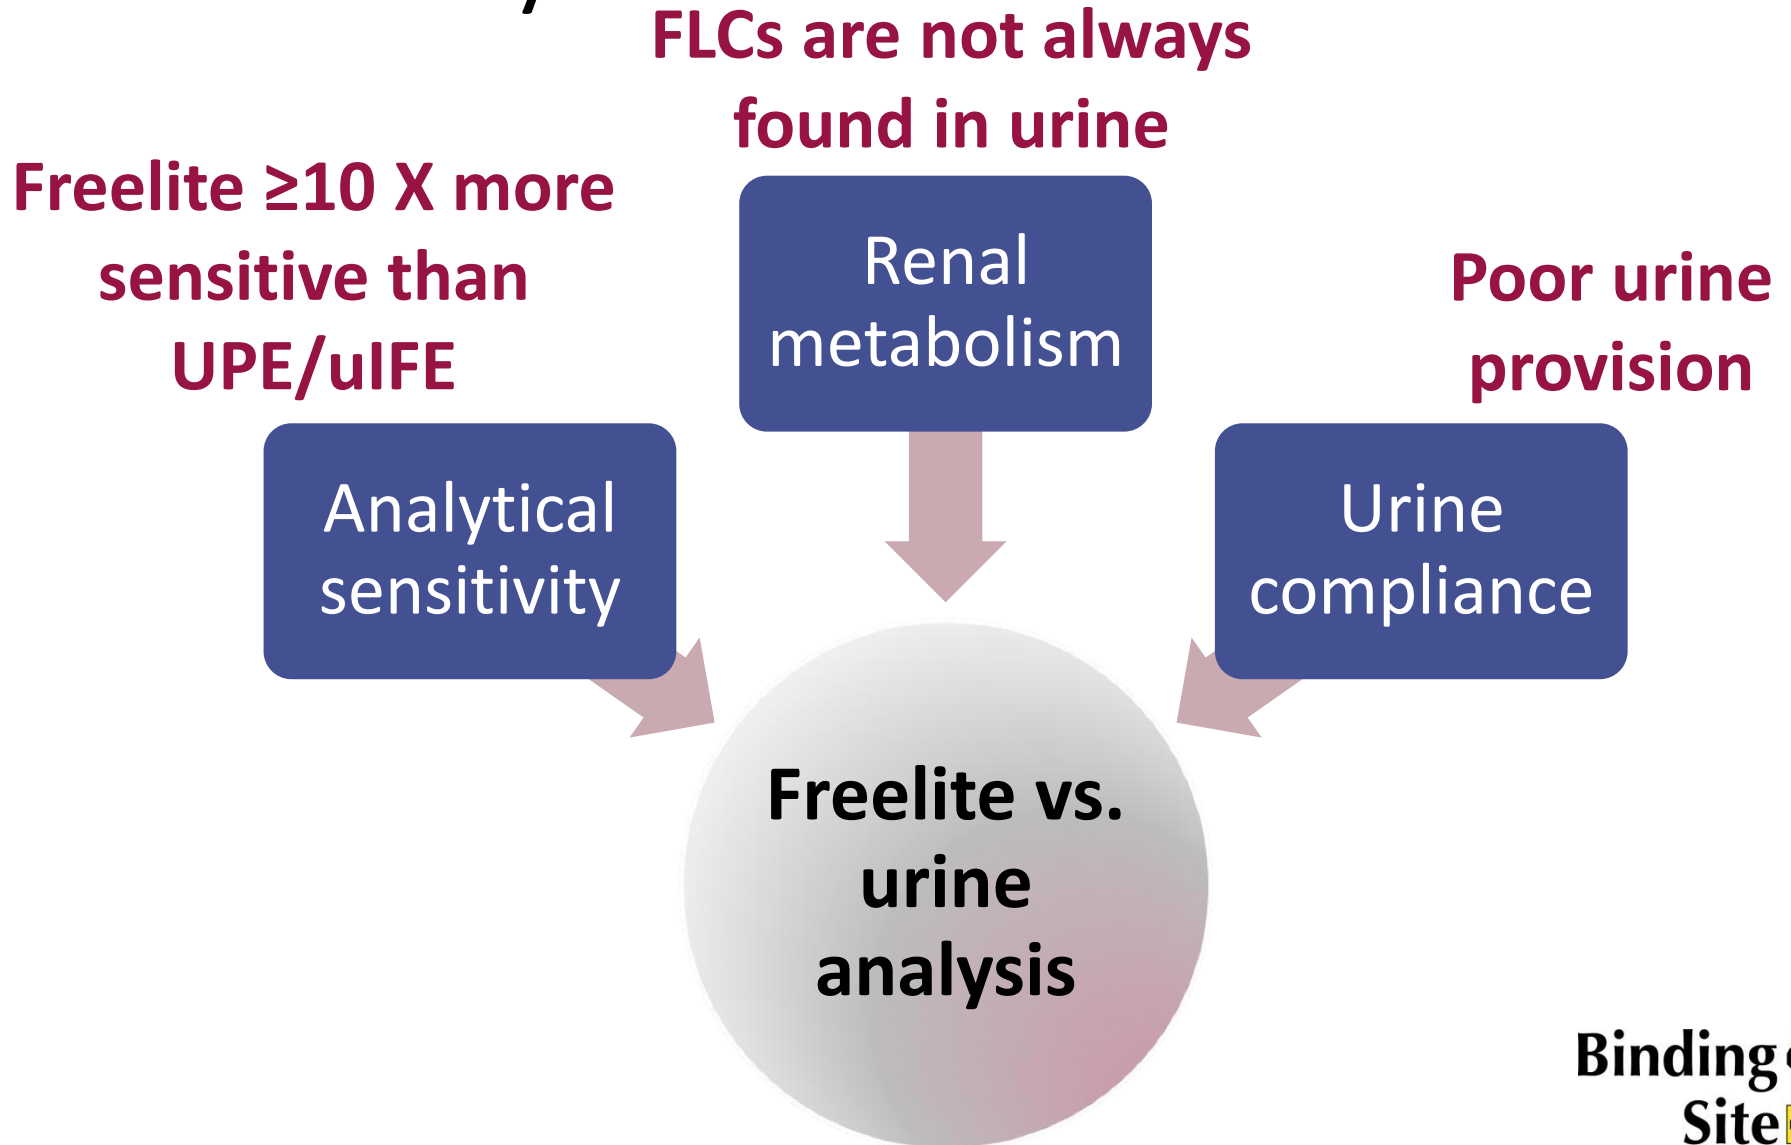 FLCs are not always
found in urine
Freelite ≥10 X more
sensitive than
UPE/uIFE
Renal
metabolism
Poor urine
provision
Analytical
sensitivity
Urine
compliance
Freelite vs.
urine
analysis
Binding
Site